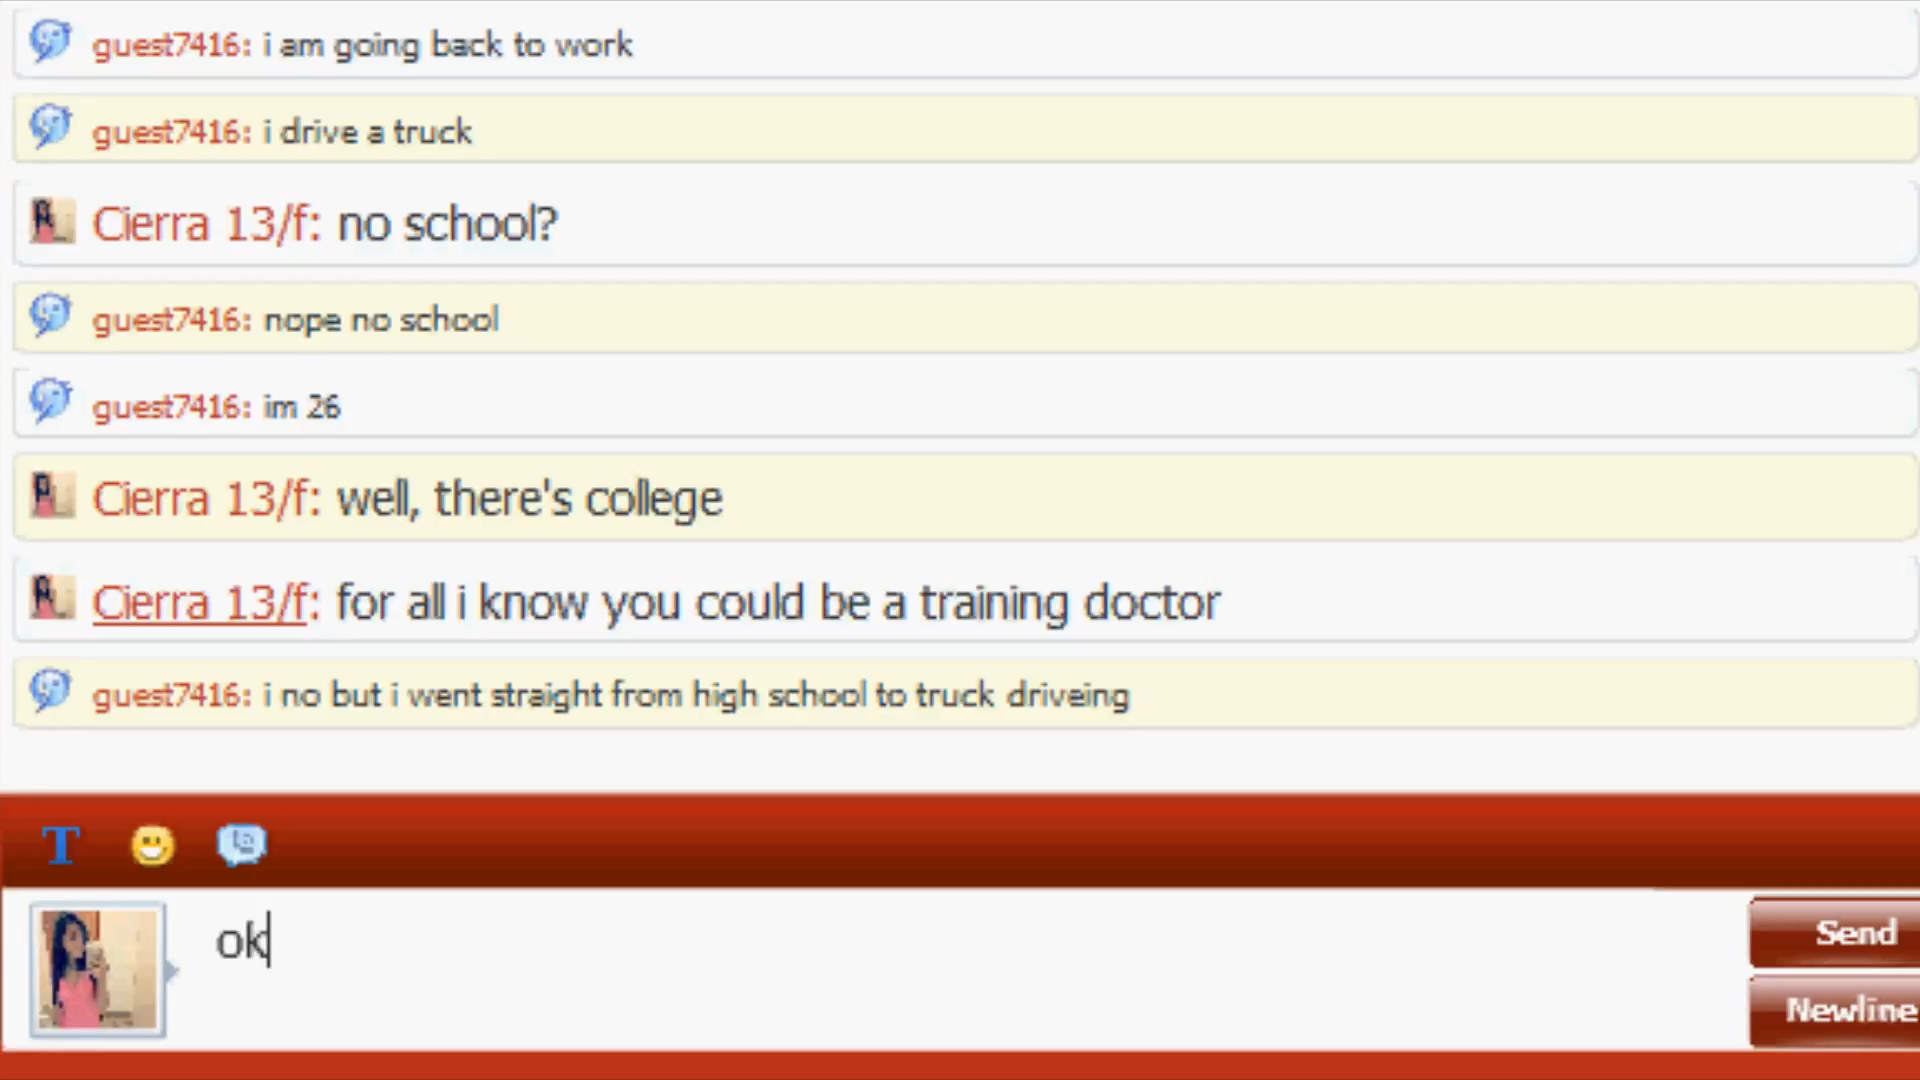 guest7416: i am going back to work
guest7416: i drive a truck
Cierra 13/f: no school?
guest7416: nope no school
guest7416: im 26
Cierra 13/f: well, there's college
Cierra 13/f: for all i know you could be a training doctor
guest7416: i no but i went straight from high school to truck driveing
T
ok
Send
Newline